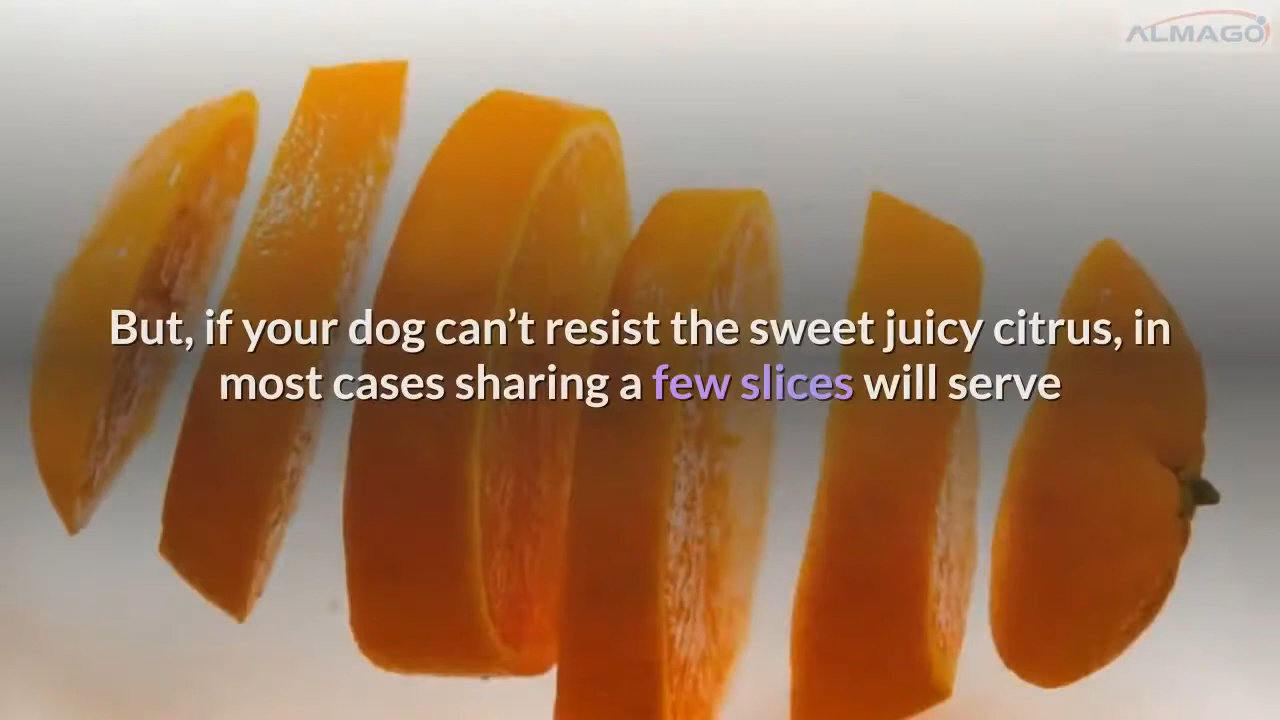 ALMAGO
But, if your dog can’t resist the sweet juicy citrus, in
most cases sharing a few slices will serve